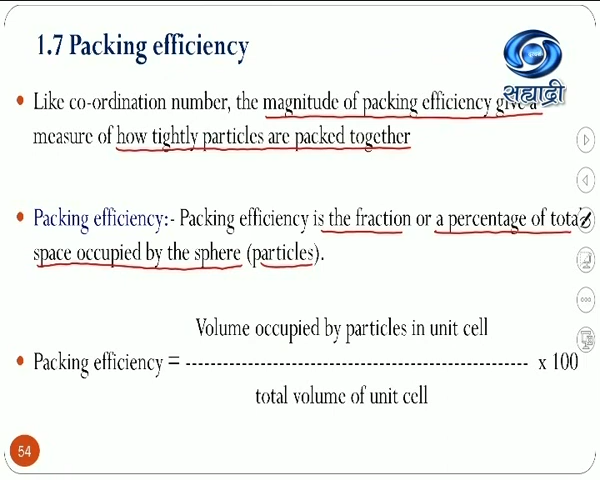 1.7 Packing efficiency
सह्याद्री
• Like co-ordination number, the magnitude of packing efficiency give a
measure of how tightly particles are packed together
• Packing efficiency:- Packing efficiency is the fraction or a percentage of total
space occupied by the sphere (particles).
Volume occupied by particles in unit cell
• Packing efficiency = ------------------------------------------------------- x 100
total volume of unit cell
54